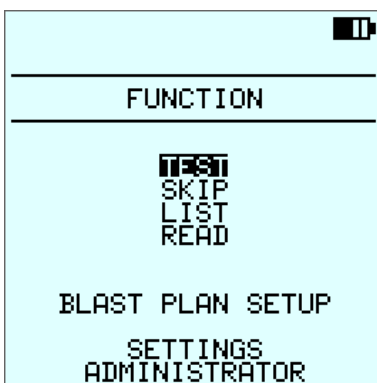 FUNCTION
TEST
SKIP
LIST
READ
BLAST PLAN SETUP
SETTINGS
ADMINISTRATOR